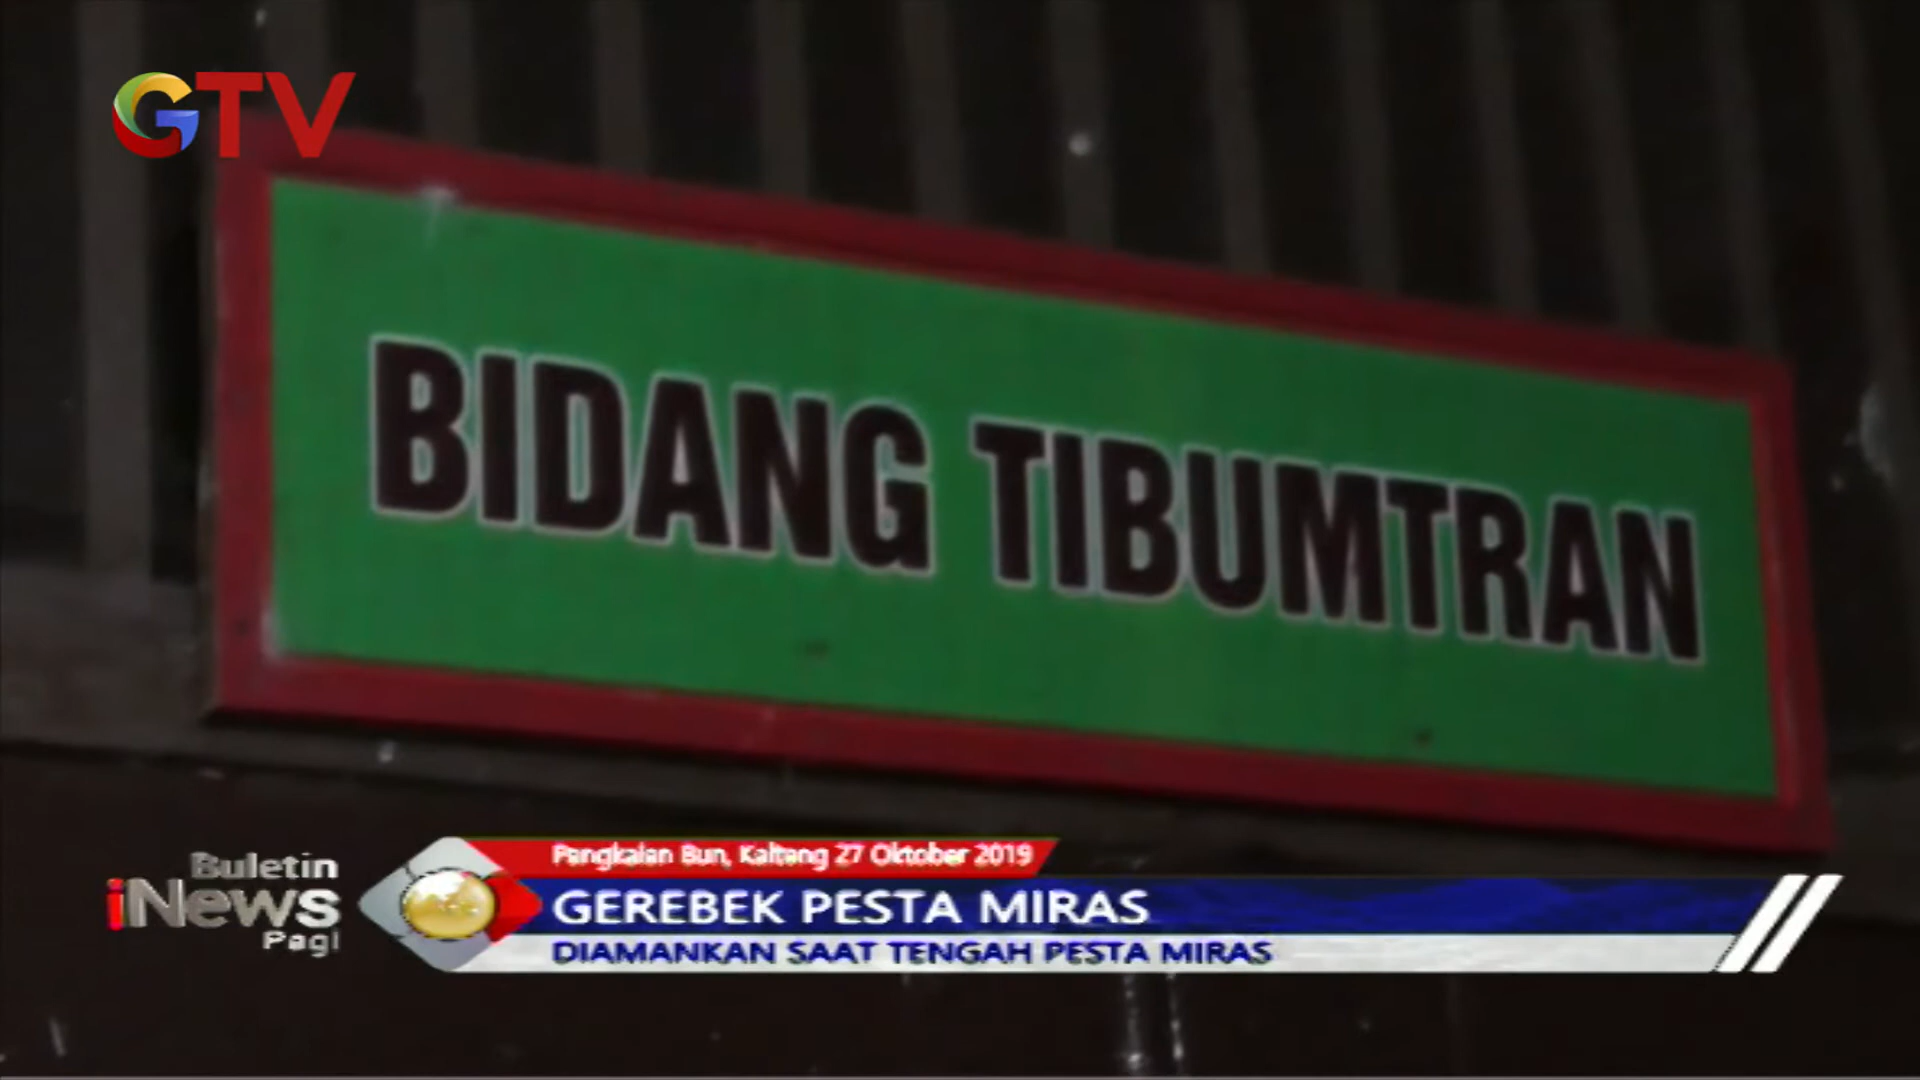 GTV
BIDANG TIBUMTRAN
Buletin
iNews
Pagi
Pangkalan Bun, Kalteng 27 Oktober 2019
GEREBEK PESTA MIRAS
DIAMANKAN SAAT TENGAH PESTA MIRAS